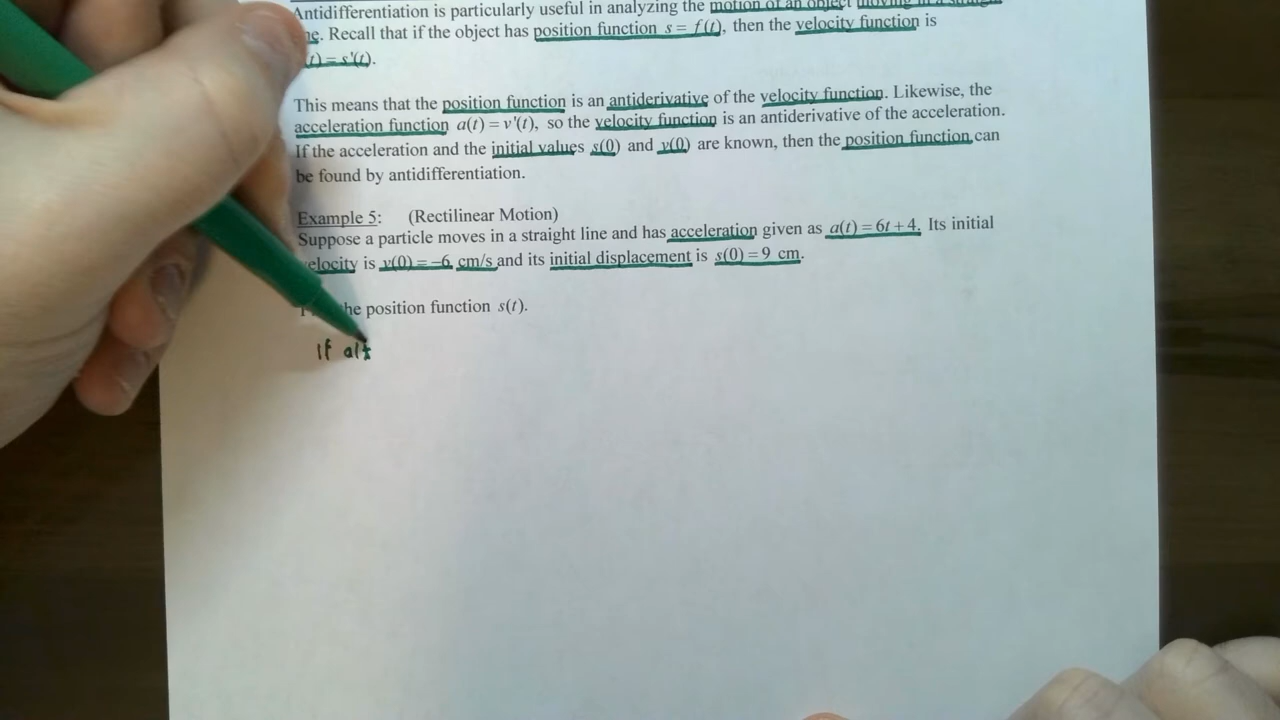 Antidifferentiation is particularly useful in analyzing the motion of an object moving in a straight
Recall that if the object has position function s = f(t), then the velocity function is
(t) = s'(t).
This means that the position function is an antiderivative of the velocity function. Likewise, the
acceleration function a(t) = v'(t), so the velocity function is an antiderivative of the acceleration.
If the acceleration and the initial values s(0) and v(0) are known, then the position function can
be found by antidifferentiation.
Example 5: (Rectilinear Motion)
Suppose a particle moves in a straight line and has acceleration given as a(t) = 6t + 4. Its initial
velocity is v(0) = −6 cm/s and its initial displacement is s(0) = 9 cm.
the position function s(t).
If a(t